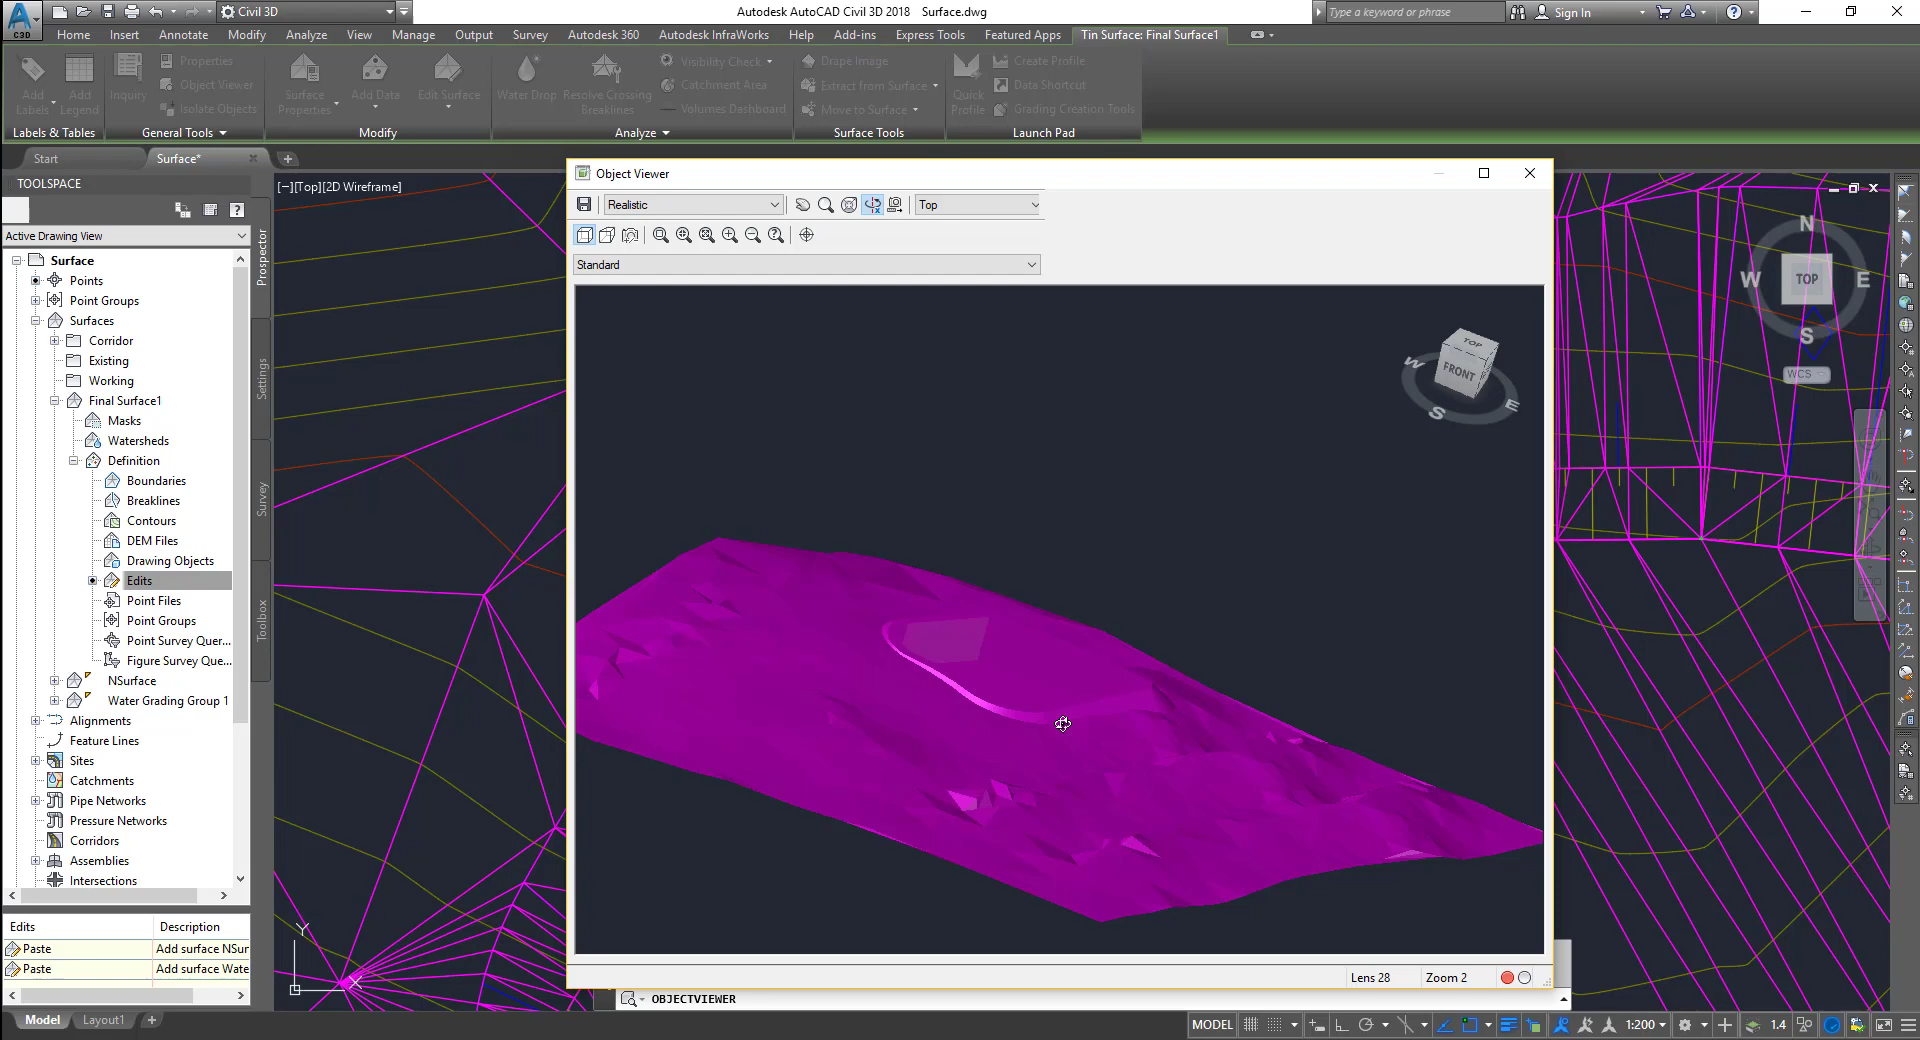 Civil 3D
Autodesk AutoCAD Civil 3D 2018 Surface.dwg
Type a keyword or phrase
Sign In
C3D
Home Insert Annotate Modify Analyze View Manage Output Survey Autodesk 360 Autodesk InfraWorks Help Add-ins Express Tools Featured Apps Tin Surface: Final Surface1
Add Labels
Add Legend
Labels & Tables
Inquiry
Properties
Object Viewer
Isolate Objects
General Tools
Surface Properties
Add Data
Edit Surface
Modify
Water Drop
Resolve Crossing Breaklines
Visibility Check
Catchment Area
Volumes Dashboard
Analyze
Drape Image
Extract from Surface
Move to Surface
Surface Tools
Quick Profile
Create Profile
Data Shortcut
Grading Creation Tools
Launch Pad
Start
Surface*
TOOLSPACE
Active Drawing View
Surface
Points
Point Groups
Surfaces
Corridor
Existing
Working
Final Surface1
Masks
Watersheds
Definition
Boundaries
Breaklines
Contours
DEM Files
Drawing Objects
Edits
Point Files
Point Groups
Point Survey Quer...
Figure Survey Que...
NSurface
Water Grading Group 1
Alignments
Feature Lines
Sites
Catchments
Pipe Networks
Pressure Networks
Corridors
Assemblies
Intersections
Prospector
Settings
Survey
Toolbox
Edits Description
Paste Add surface NSur
Paste Add surface Wate
[−][Top][2D Wireframe]
Object Viewer
Realistic
Top
Standard
TOP
FRONT
W
S
E
Lens 28
Zoom 2
OBJECTVIEWER
N
W
TOP
E
S
WCS
Y
X
Model
Layout1
MODEL
1:200
1.4